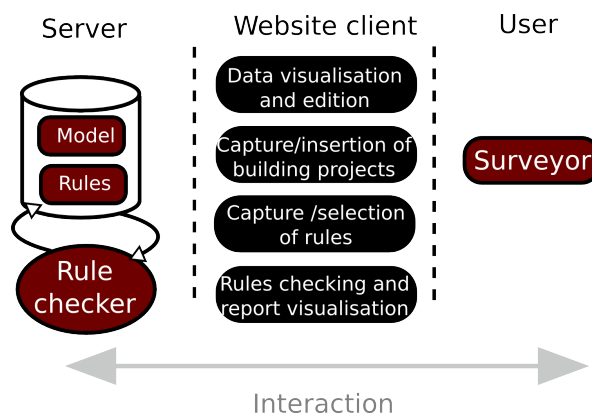 Server
Website client
User
Model
Rules
Rule
checker
Data visualisation
and edition
Capture/insertion of
building projects
Capture /selection
of rules
Rules checking and
report visualisation
Surveyor
Interaction